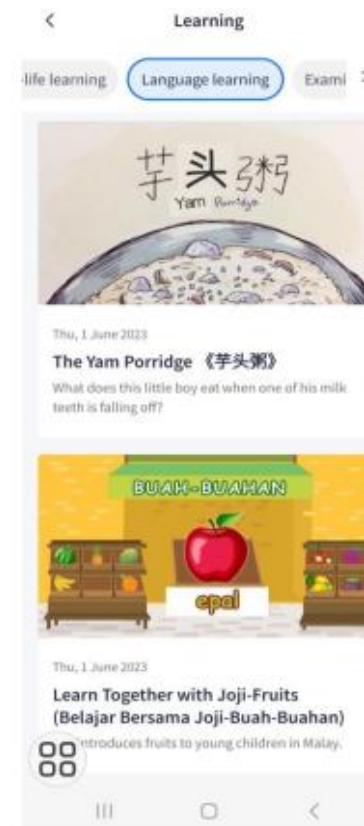 Learning
-life learning
Language learning
Exami
芋头粥
Yam Porridge
Thu, 1 June 2023
The Yam Porridge 《芋头粥》
What does this little boy eat when one of his milk
teeth is falling off?
BUAH-BUAHAN
epal
Thu, 1 June 2023
Learn Together with Joji-Fruits
(Belajar Bersama Joji-Buah-Buahan)
introduces fruits to young children in Malay.